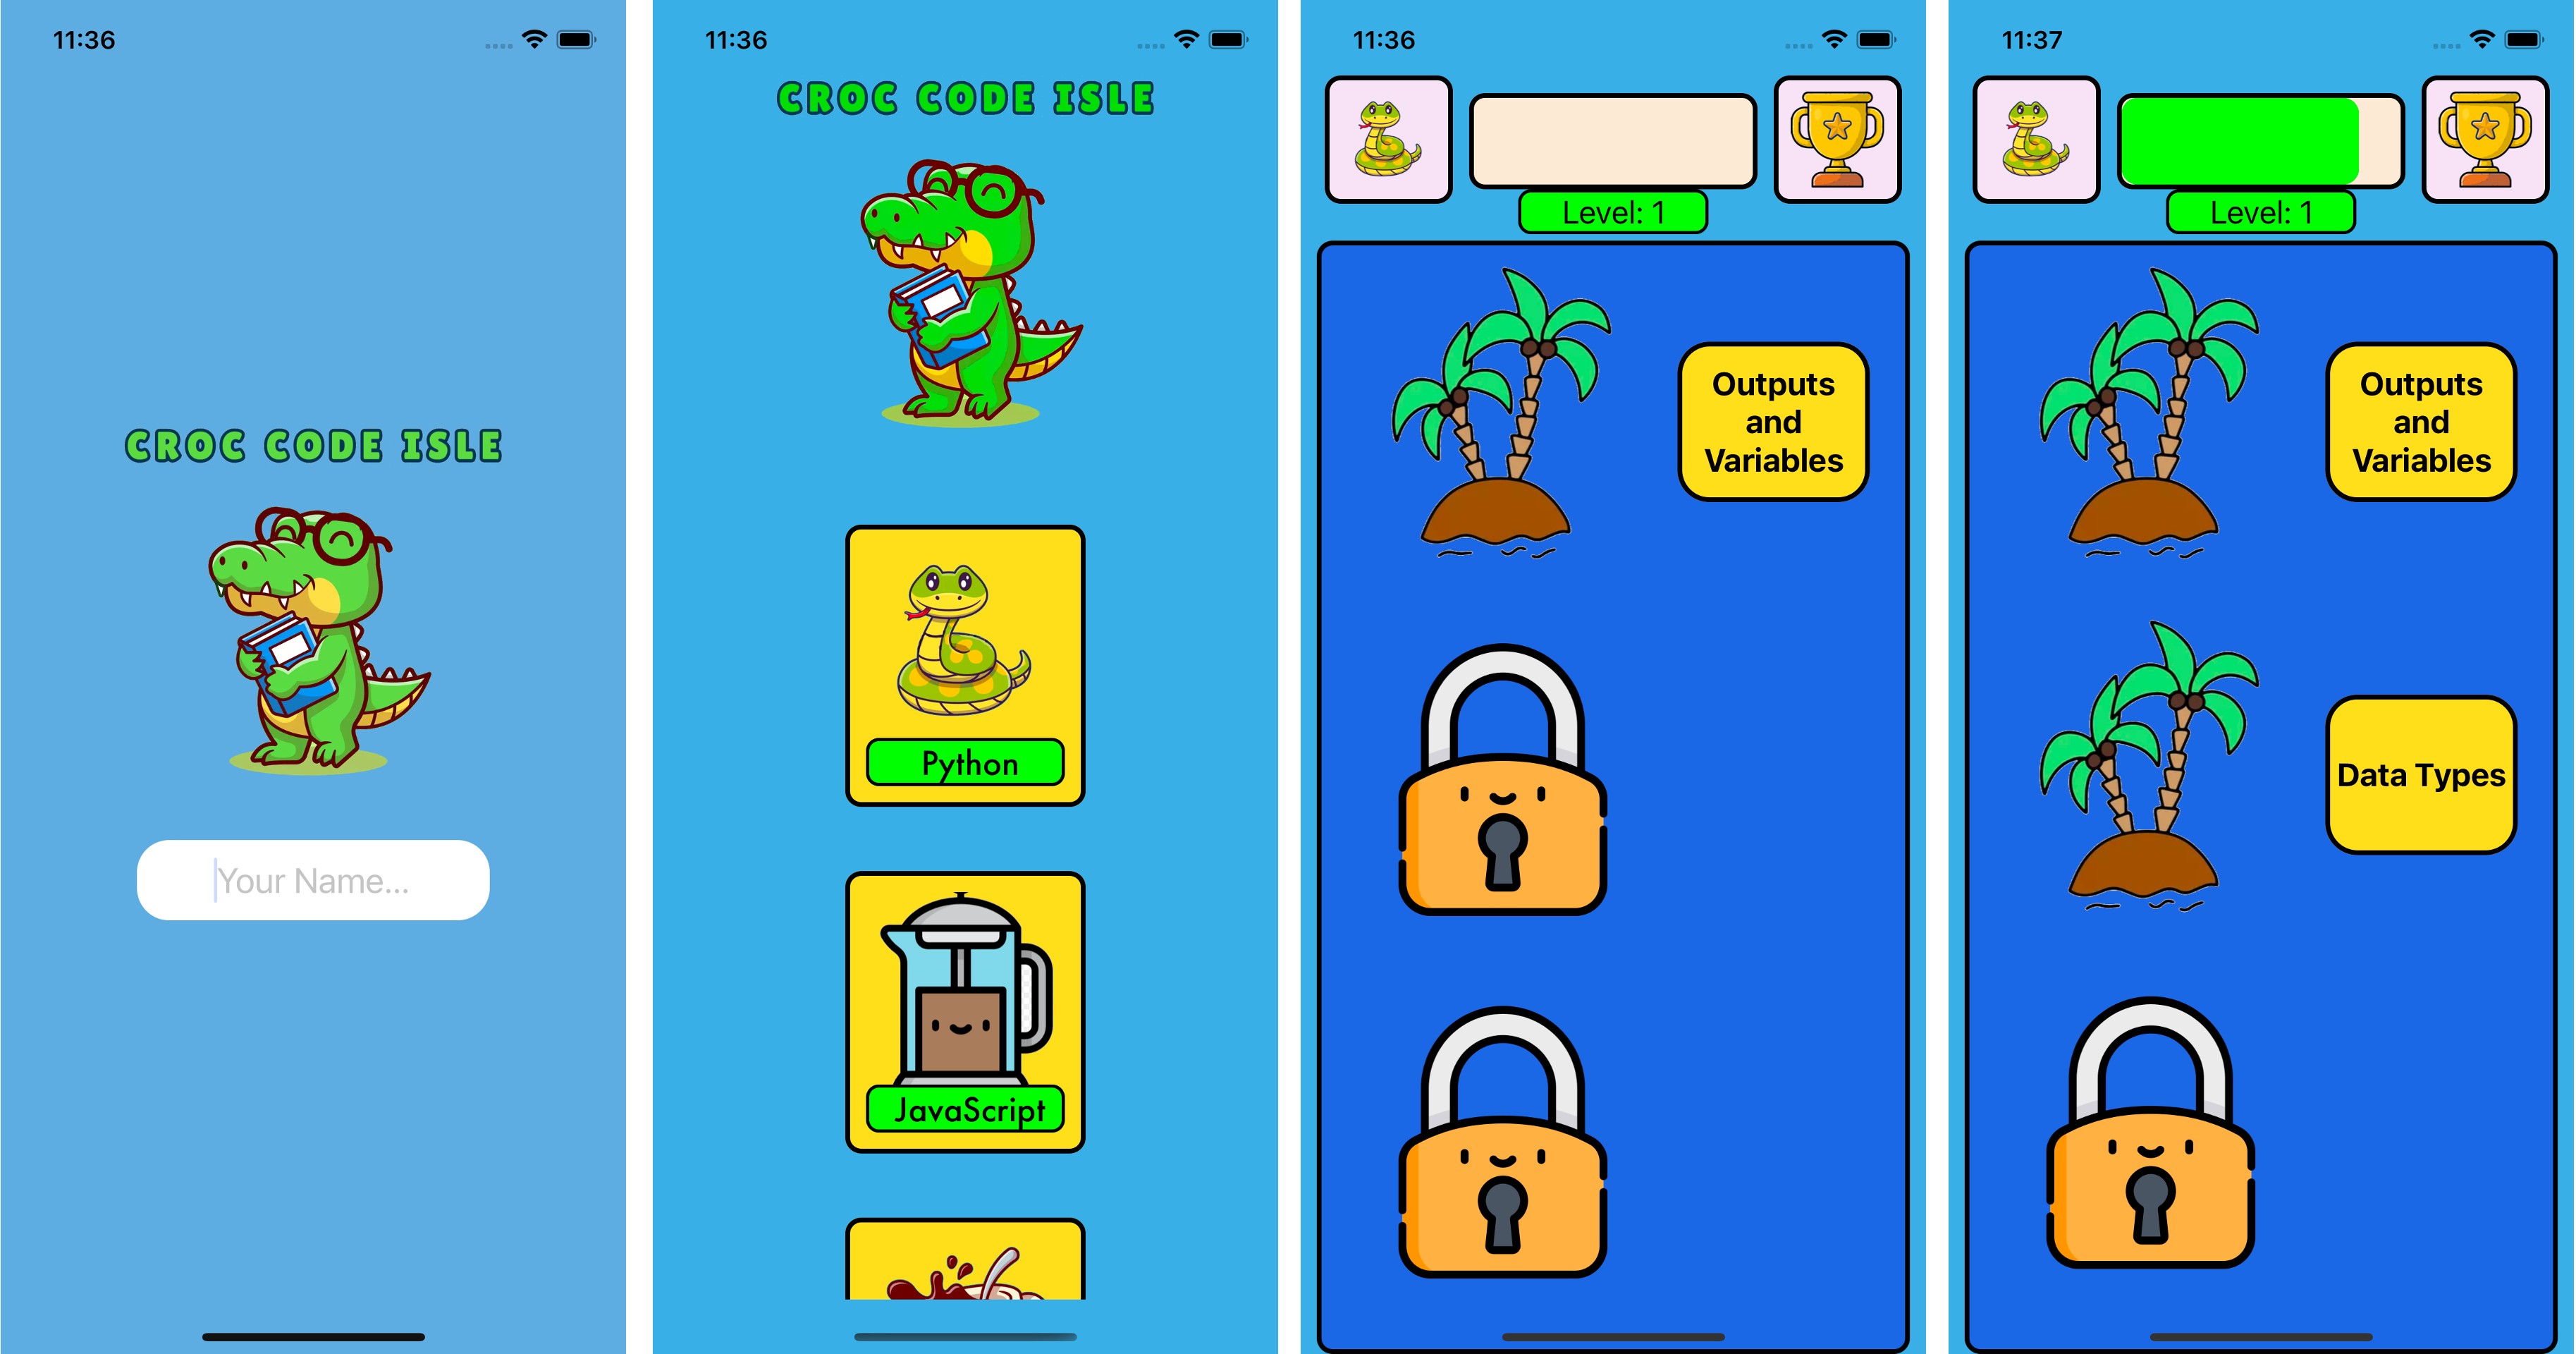 11:36
CROC CODE ISLE
Your Name...
11:36
CROC CODE ISLE
Python
JavaScript
11:36
Level: 1
Outputs
and
Variables
11:37
Level: 1
Outputs
and
Variables
Data Types